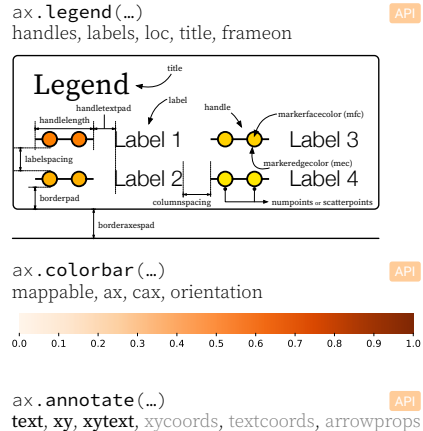 ax.legend(…) API
handles, labels, loc, title, frameon
Legend
title
handletextpad
label
handle
handlelength
markerfacecolor (mfc)
Label 1
Label 3
labelspacing
markeredgecolor (mec)
Label 2
Label 4
borderpad
columnspacing
numpoints or scatterpoints
borderaxespad
ax.colorbar(…) API
mappable, ax, cax, orientation
0.0 0.1 0.2 0.3 0.4 0.5 0.6 0.7 0.8 0.9 1.0
ax.annotate(…) API
text, xy, xytext, xycoords, textcoords, arrowprops